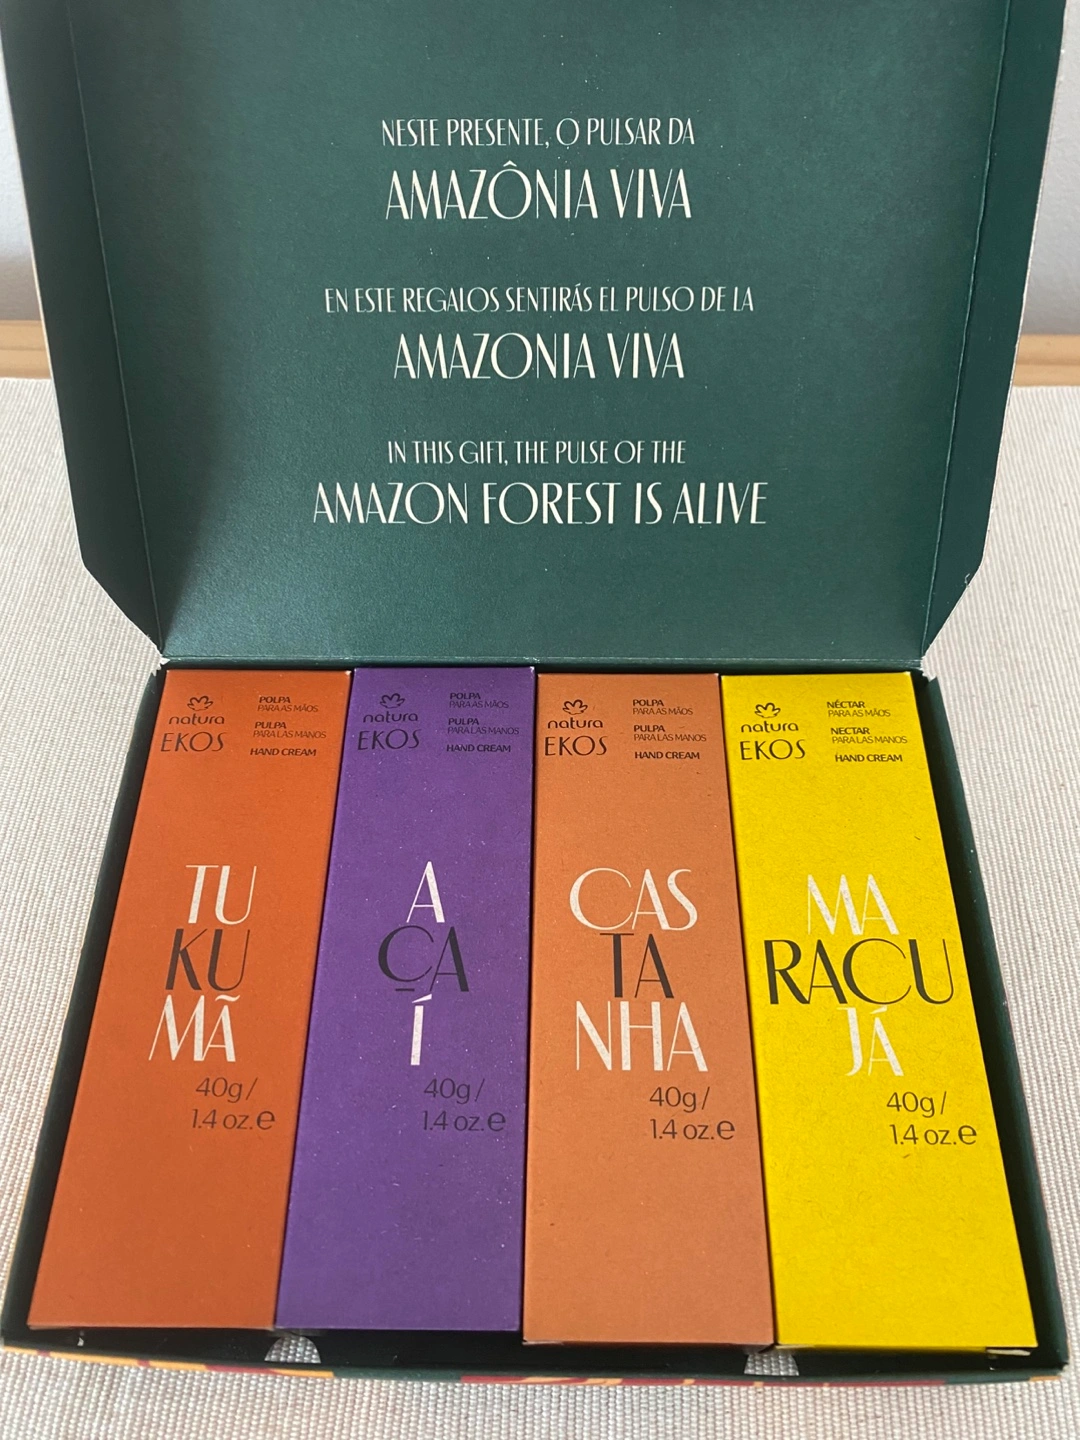 NESTE PRESENTE, O PULSAR DA
AMAZÔNIA VIVA
EN ESTE REGALOS SENTIRÁS EL PULSO DE LA
AMAZONIA VIVA
IN THIS GIFT, THE PULSE OF THE
AMAZON FOREST IS ALIVE
natura
EKOS
POLPA
PARA AS MÃOS
PULPA
PARA LAS MANOS
HAND CREAM
TU
KU
MÃ
40g/
1.4 oz.e
natura
EKOS
POLPA
PARA AS MÃOS
PULPA
PARA LAS MANOS
HAND CREAM
A
ÇA
Í
40g/
1.4 oz.e
natura
EKOS
POLPA
PARA AS MÃOS
PULPA
PARA LAS MANOS
HAND CREAM
CAS
TA
NHA
40g/
1.4 oz.e
natura
EKOS
NÉCTAR
PARA AS MÃOS
NECTAR
PARA LAS MANOS
HAND CREAM
MA
RACU
JÁ
40g/
1.4 oz.e